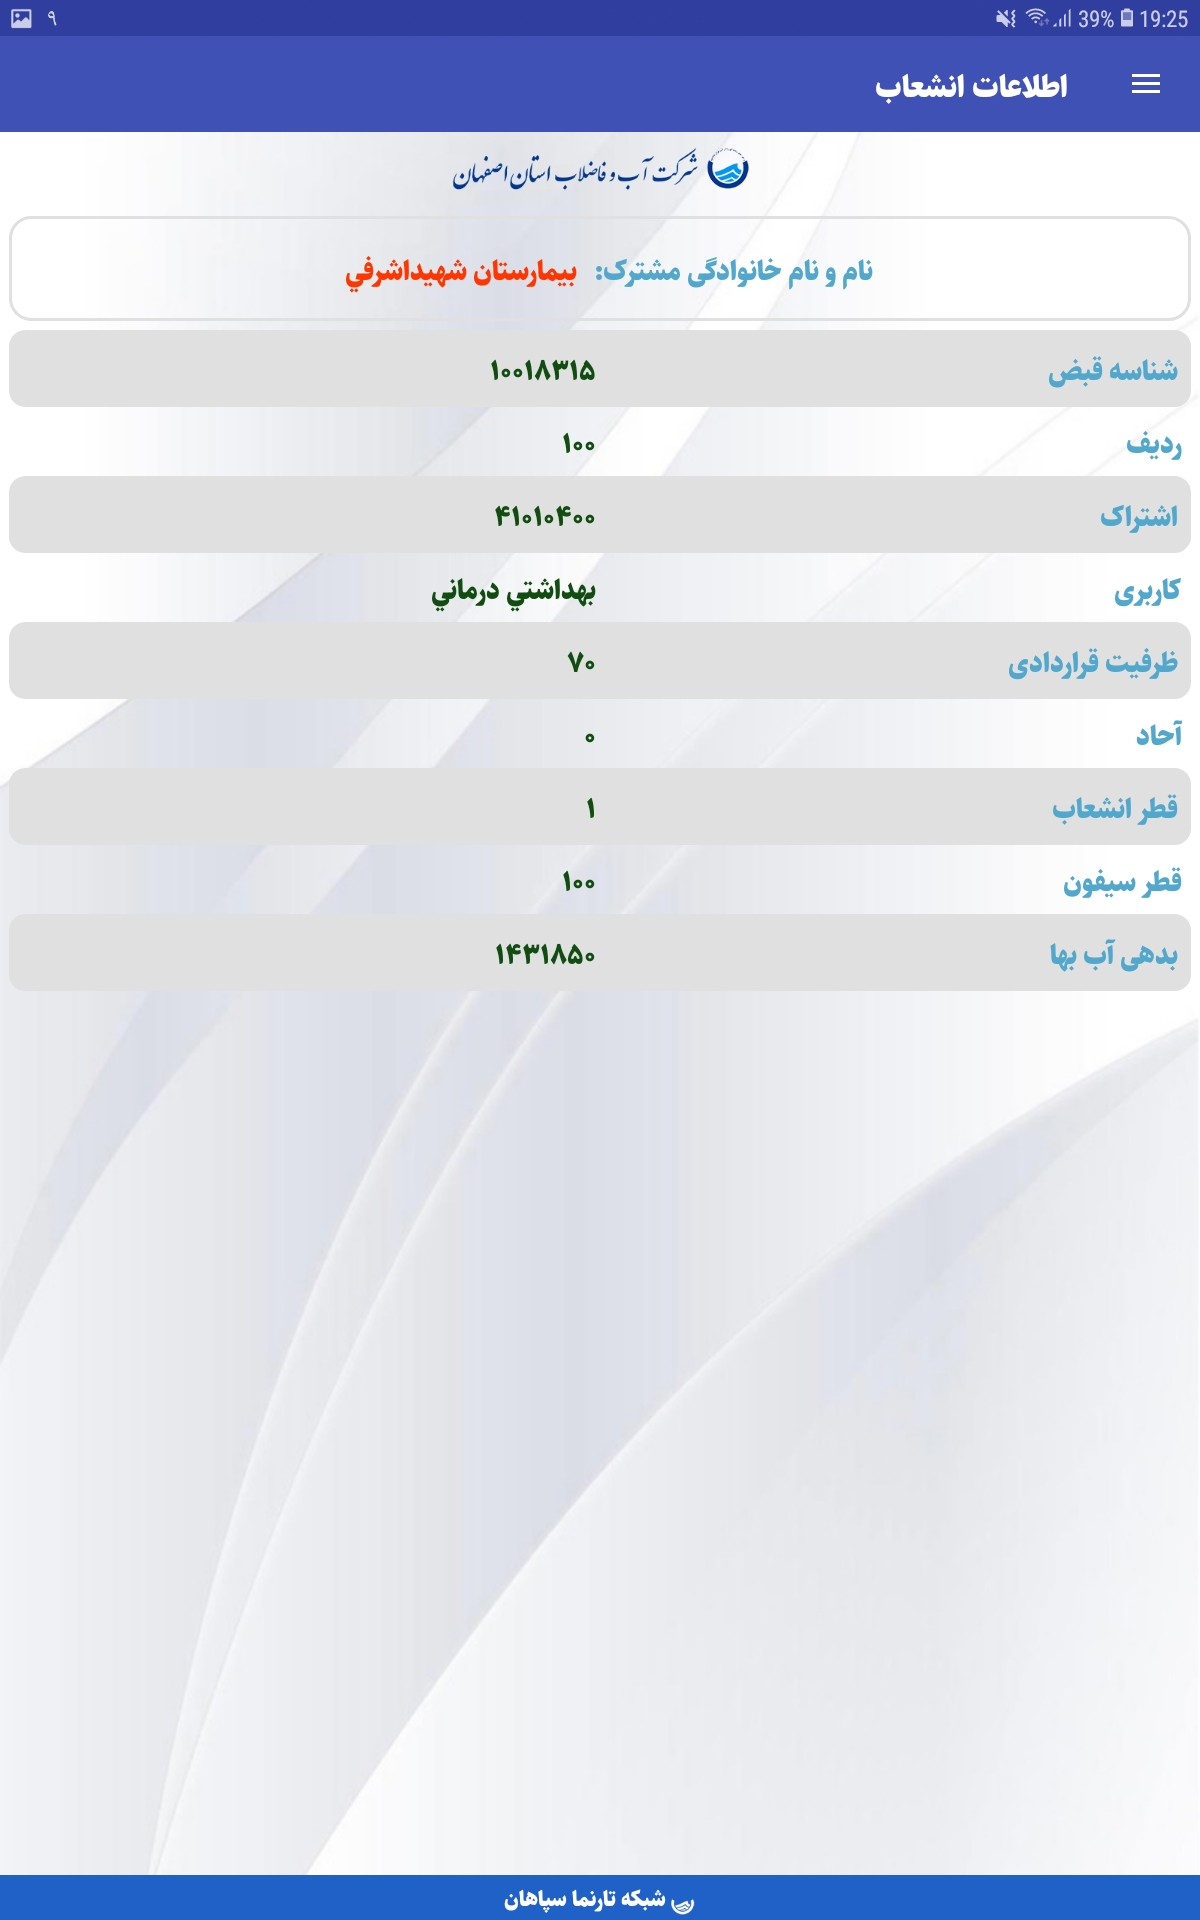 ۹ 39% 19:25
اطلاعات انشعاب
شرکت آب و فاضلاب استان اصفهان
نام و نام خانوادگی مشترک: بيمارستان شهيداشرفي
شناسه قبض ۱۰۰۱۸۳۱۵
ردیف ۱۰۰
اشتراک ۴۱۰۱۰۴۰۰
کاربری بهداشتي درماني
ظرفیت قراردادی ۷۰
آحاد ۰
قطر انشعاب ۱
قطر سیفون ۱۰۰
بدهی آب بها ۱۴۳۱۸۵۰
شبکه تارنما سپاهان